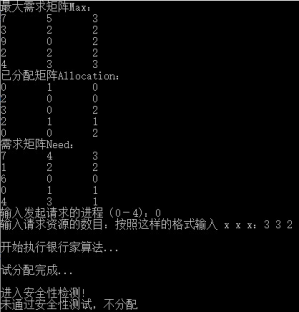 最大需求矩阵Max：
7 5 3
3 2 2
9 0 2
2 2 2
4 3 3
已分配矩阵Allocation：
0 1 0
2 0 0
3 0 2
2 1 1
0 0 2
需求矩阵Need：
7 4 3
1 2 2
6 0 0
0 1 1
4 3 1
输入发起请求的进程（0－4）：0
输入请求资源的数目：按照这样的格式输入 x x x：3 3 2
开始执行银行家算法...
试分配完成...
进入安全性检测！
未通过安全性测试，不分配